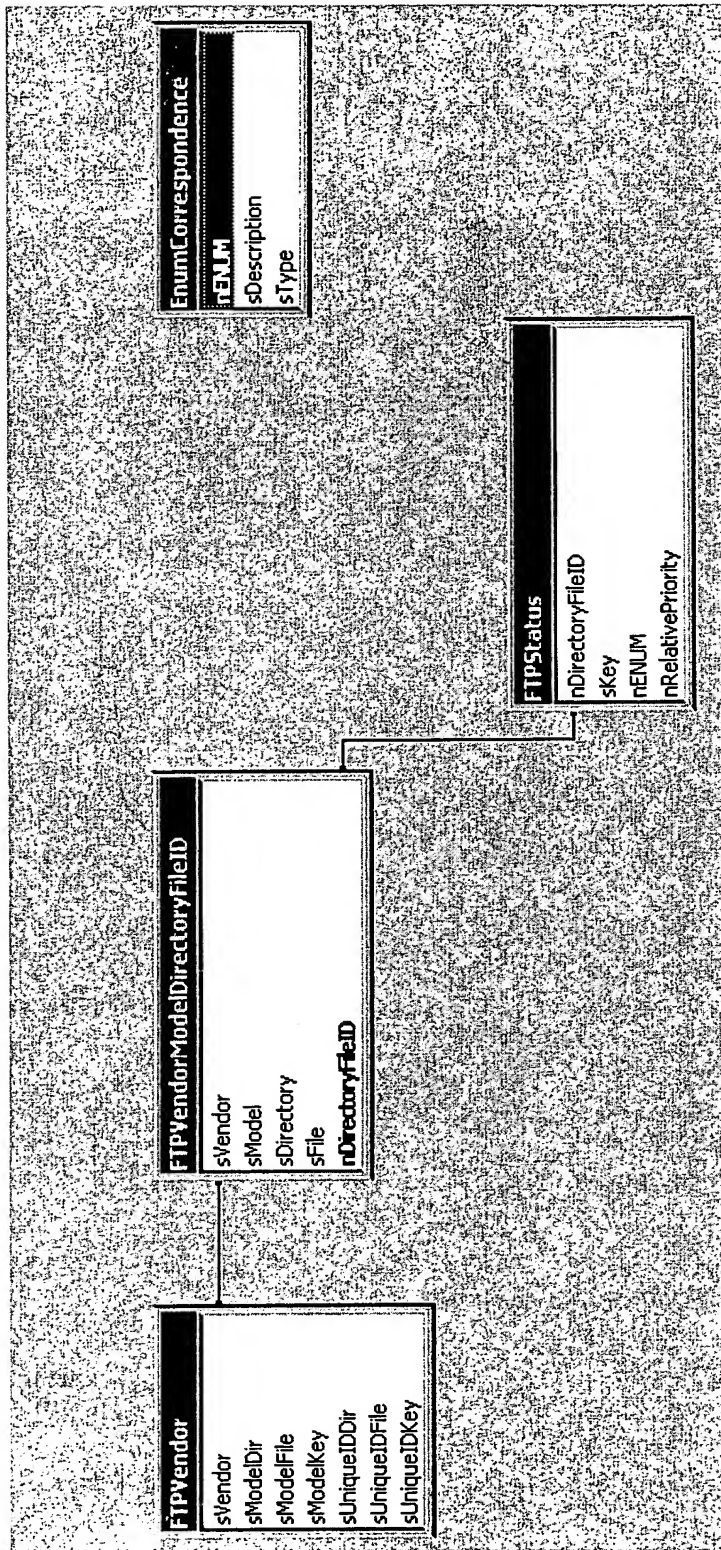 FTPVendor
sVendor
sModelDir
sModelFile
sModelKey
sUniqueIDDir
sUniqueIDFile
sUniqueIDKey
FTPVendorModelDirectoryFileID
sVendor
sModel
sDirectory
sFile
nDirectoryFileID
FTPStatus
nDirectoryFileID
sKey
nENUM
nRelativePriority
EnumCorrespondence
nENUM
sDescription
sType